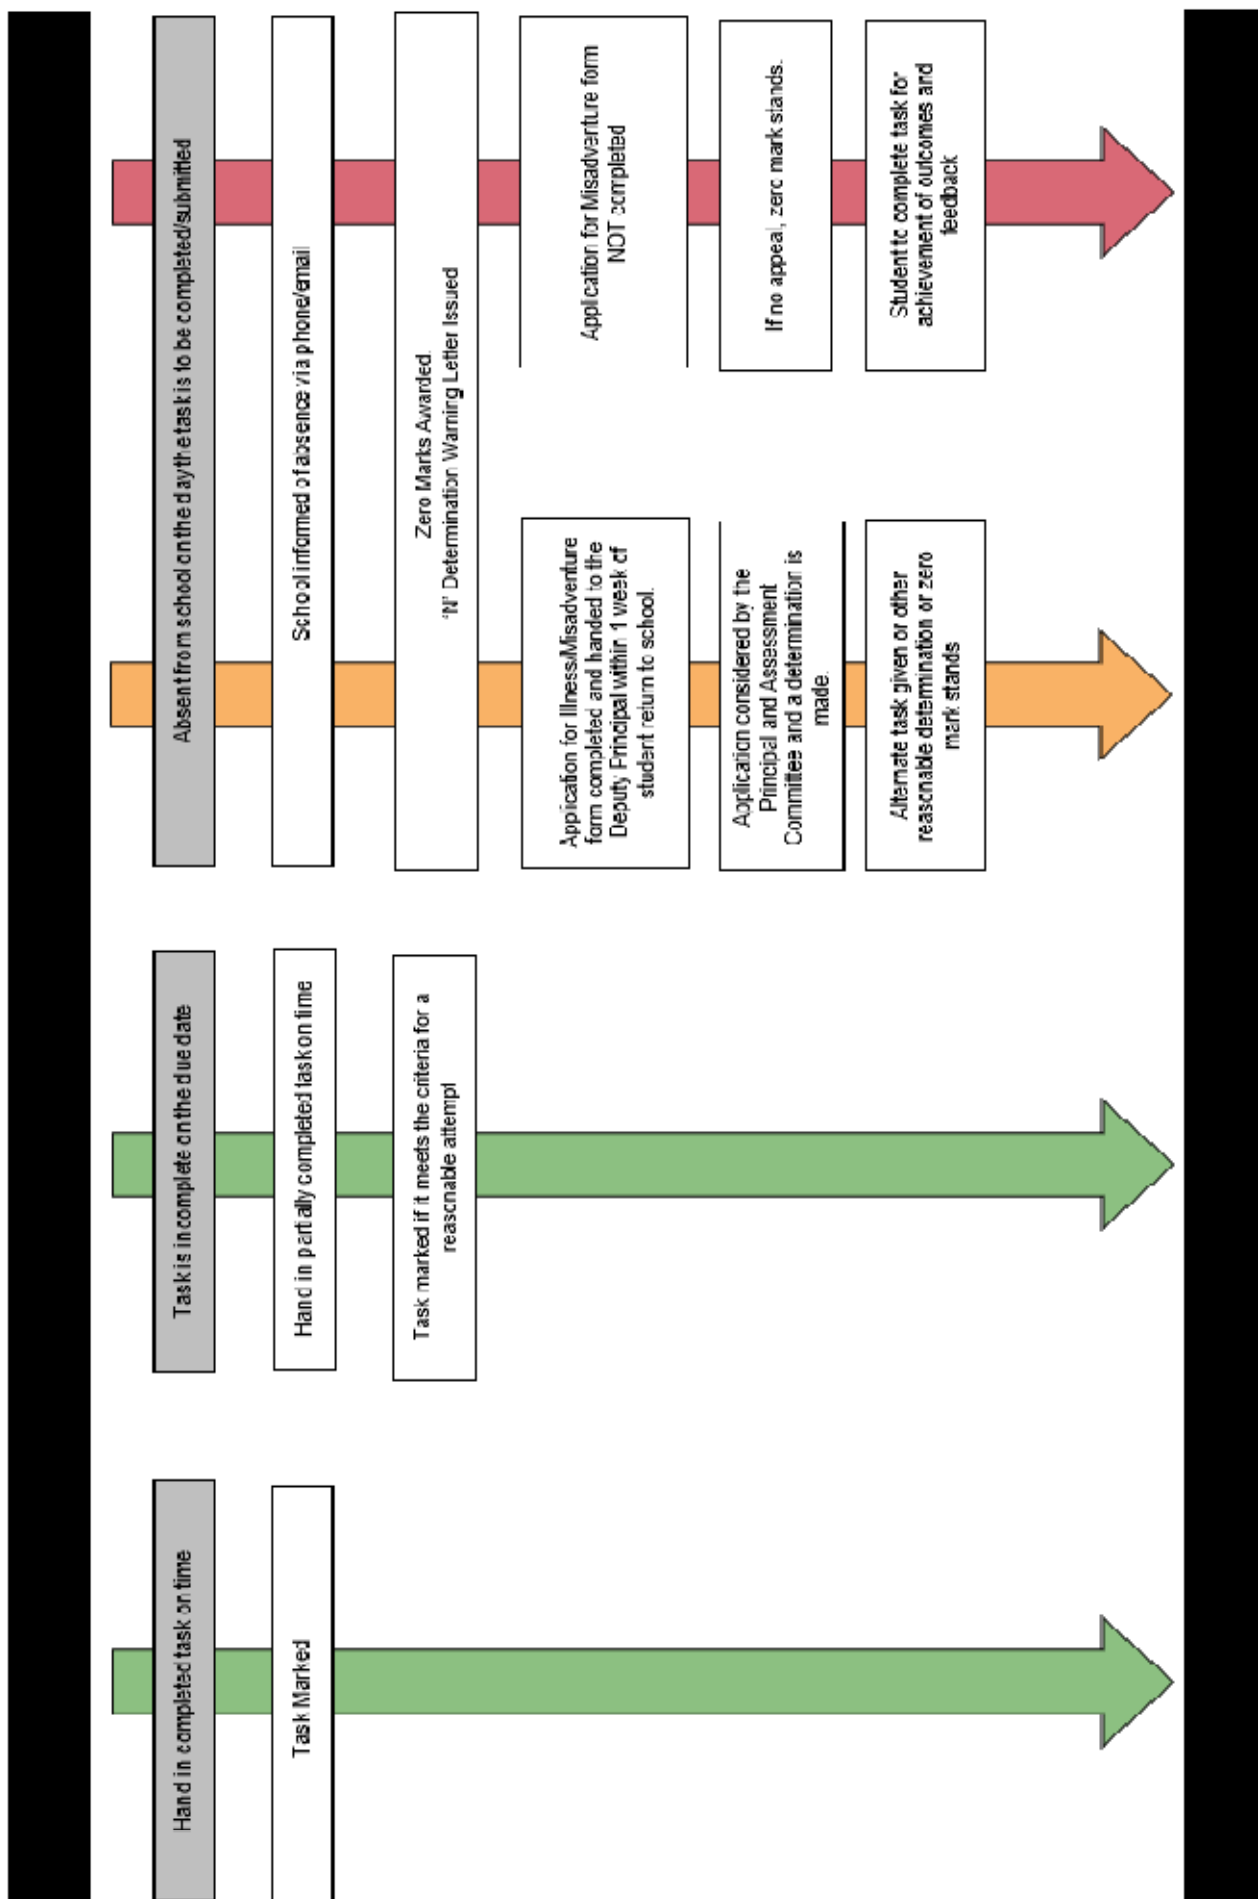 Hand in completed task on time
Task Marked
Task is incomplete on the due date
Hand in partially completed task on time
Task marked if it meets the criteria for a
reasonable attempt
Absent from school on the day the task is to be completed/submitted
School informed of absence via phone/email
Zero Marks Awarded.
'N' Determination Warning Letter Issued
Application for Illness/Misadventure
form completed and handed to the
Deputy Principal within 1 week of
student return to school.
Application considered by the
Principal and Assessment
Committee and a determination is
made.
Alternate task given or other
reasonable determination or zero
mark stands
Application for Misadventure form
NOT completed
If no appeal, zero mark stands.
Student to complete task for
achievement of outcomes and
feedback